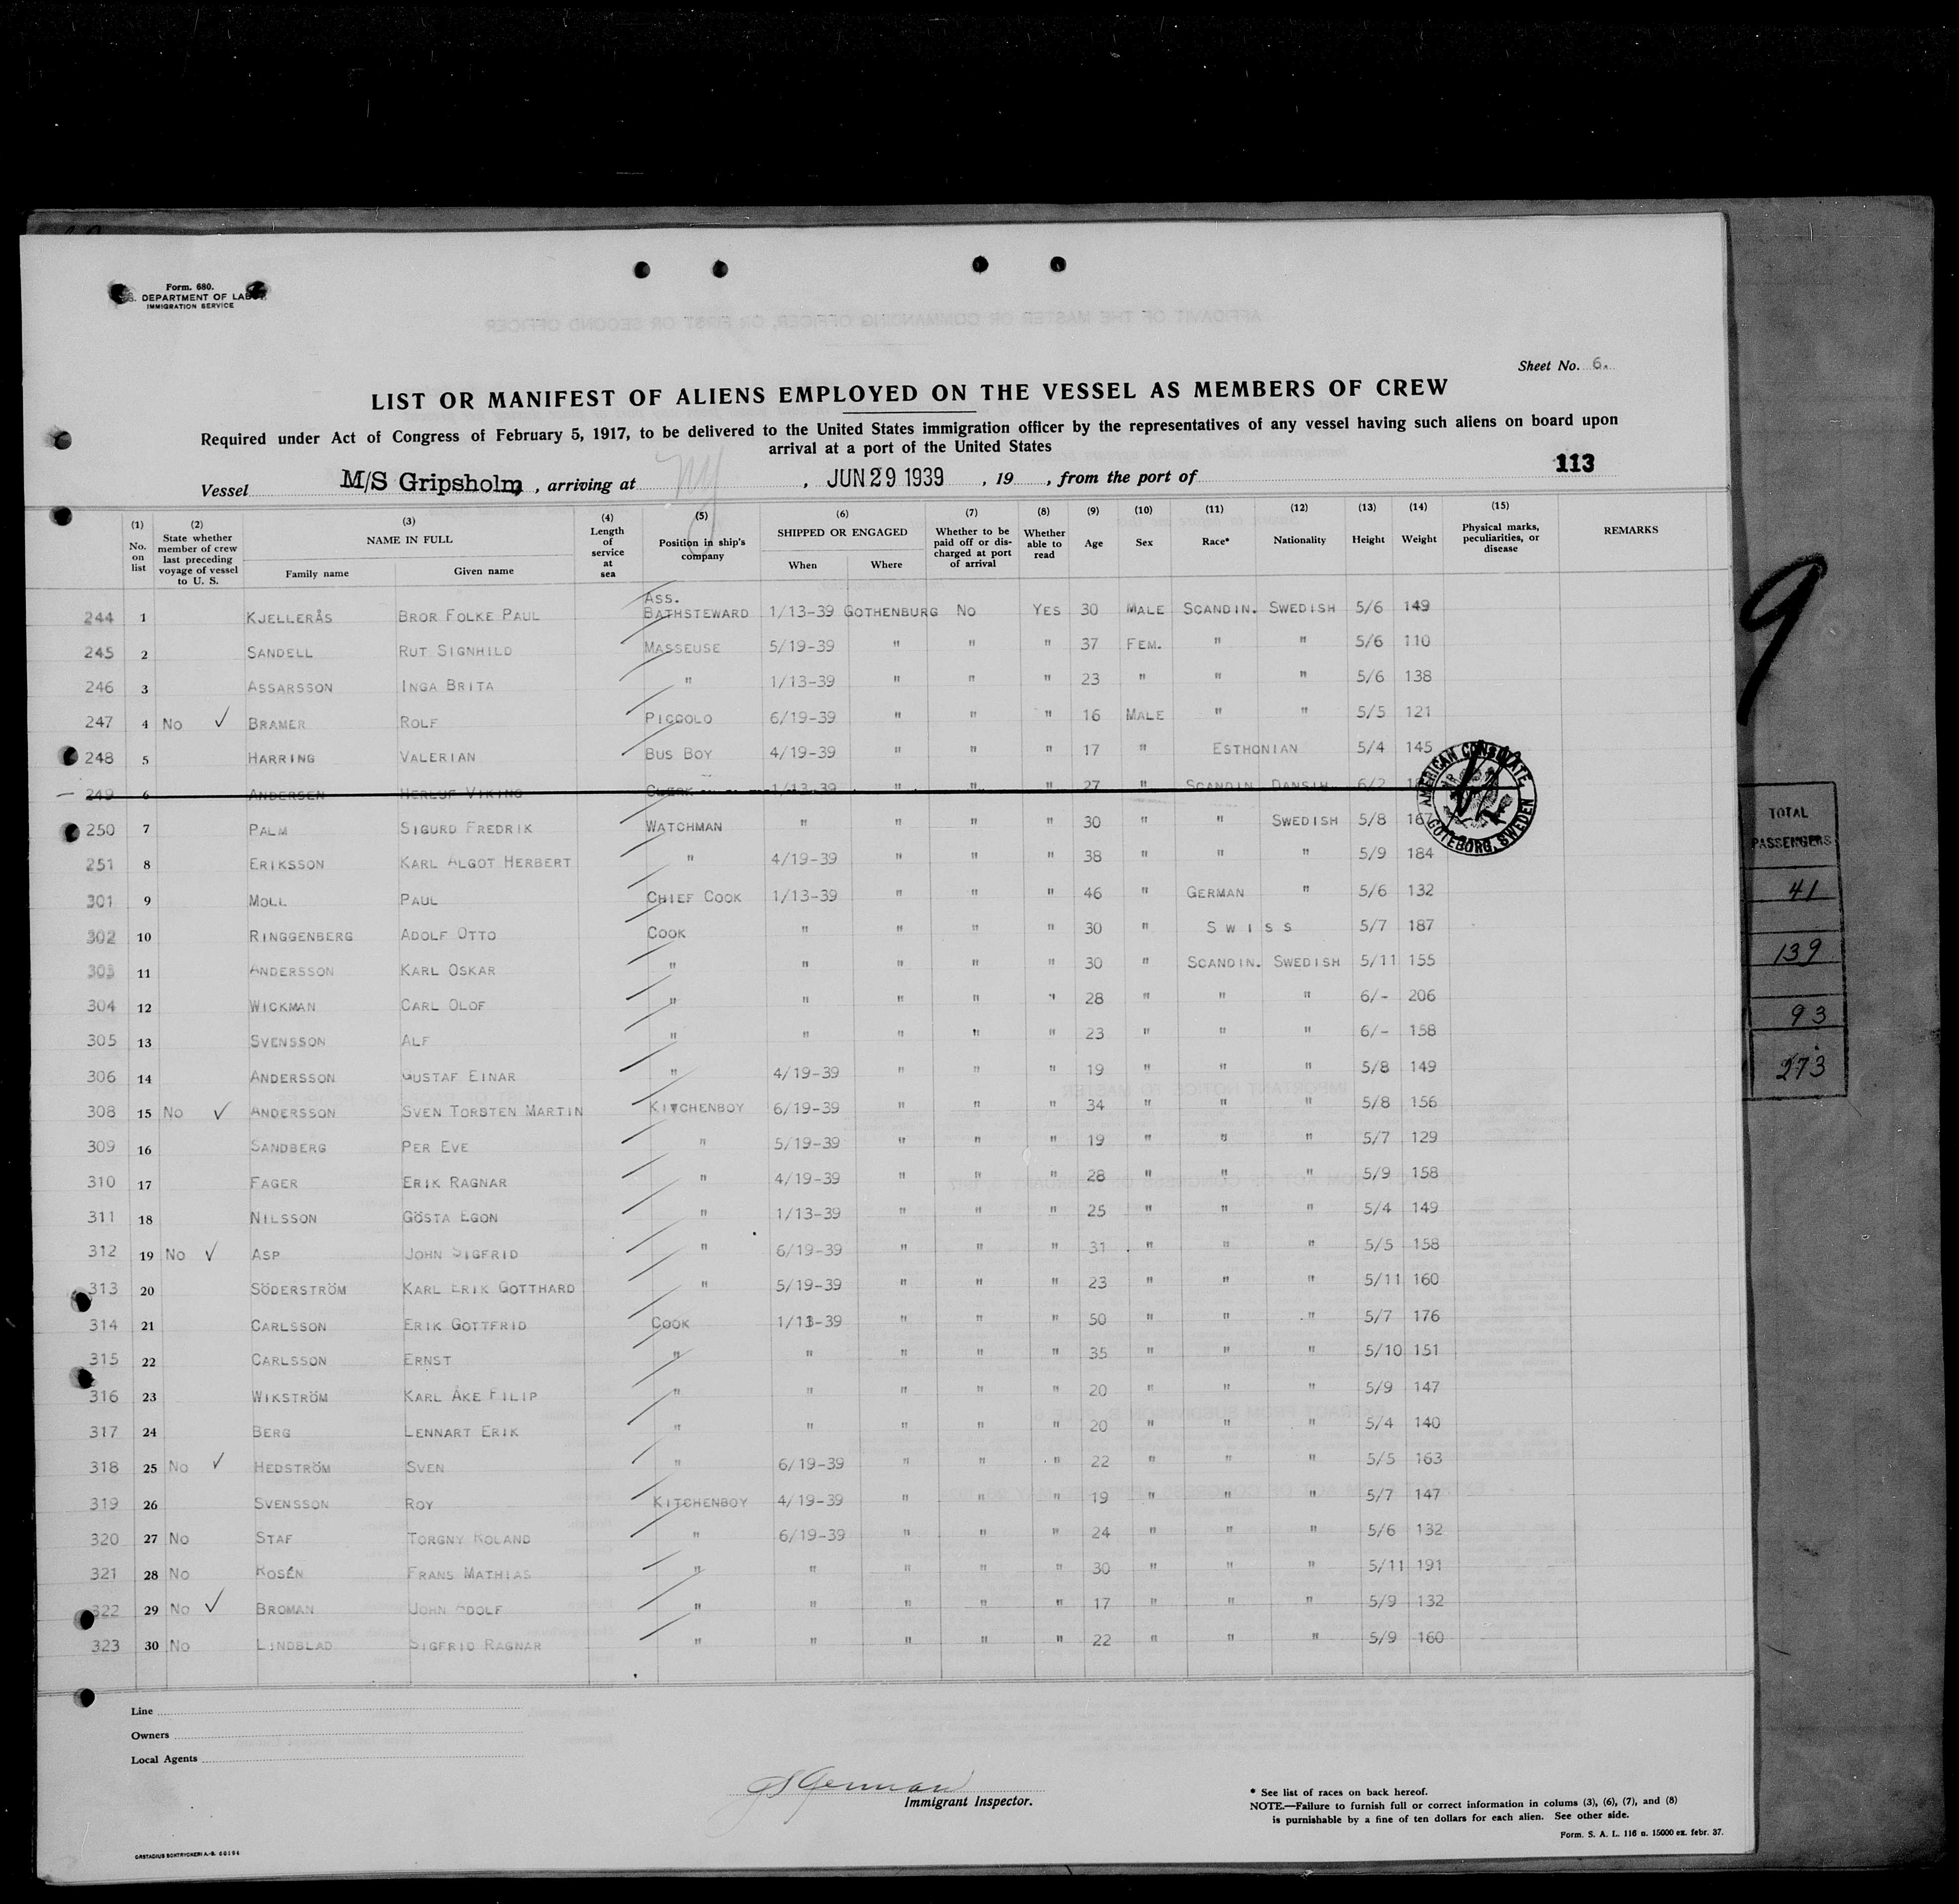 Form. 680.
DEPARTMENT OF LABOR
IMMIGRATION SERVICE
Sheet No. 6.
LIST OR MANIFEST OF ALIENS EMPLOYED ON THE VESSEL AS MEMBERS OF CREW
Required under Act of Congress of February 5, 1917, to be delivered to the United States immigration officer by the representatives of any vessel having such aliens on board upon
arrival at a port of the United States
113
Vessel M/S Gripsholm, arriving at NY, JUN 29 1939, 19 , from the port of
(1) No. on list (2) State whether member of crew last preceding voyage of vessel to U. S. (3) NAME IN FULL Family name Given name (4) Length of service at sea (5) Position in ship's company (6) SHIPPED OR ENGAGED When Where (7) Whether to be paid off or discharged at port of arrival (8) Whether able to read (9) Age (10) Sex (11) Race* (12) Nationality (13) Height (14) Weight (15) Physical marks, peculiarities, or disease REMARKS
244 1 KJELLERÅS BROR FOLKE PAUL ASS. BATHSTEWARD 1/13-39 GOTHENBURG NO YES 30 MALE SCANDIN. SWEDISH 5/6 149
245 2 SANDELL RUT SIGNHILD MASSEUSE 5/19-39 " " " 37 FEM. " " 5/6 110
246 3 ASSARSSON INGA BRITA " 1/13-39 " " " 23 " " " 5/6 138
247 4 NO ✓ BRAMER ROLF PICCOLO 6/19-39 " " " 16 MALE " " 5/5 121
248 5 HARRING VALERIAN BUS BOY 4/19-39 " " " 17 " ESTHONIAN 5/4 145
249 6 ANDERSEN HERLUF VIKING CLERK 1/13-39 " " " 27 " SCANDIN DANSIH 6/2
250 7 PALM SIGURD FREDRIK WATCHMAN " " " " 30 " " SWEDISH 5/8 167
251 8 ERIKSSON KARL ALGOT HERBERT " 4/19-39 " " " 38 " " " 5/9 184
301 9 MOLL PAUL CHIEF COOK 1/13-39 " " " 46 " GERMAN " 5/6 132
302 10 RINGGENBERG ADOLF OTTO COOK " " " " 30 " SWISS 5/7 187
303 11 ANDERSSON KARL OSKAR " " " " " 30 " SCANDIN. SWEDISH 5/11 155
304 12 WICKMAN CARL OLOF " " " " " 28 " " " 6/- 206
305 13 SVENSSON ALF " " " " " 23 " " " 6/- 158
306 14 ANDERSSON GUSTAF EINAR " 4/19-39 " " " 19 " " " 5/8 149
308 15 NO ✓ ANDERSSON SVEN TORSTEN MARTIN KITCHENBOY 6/19-39 " " " 34 " " " 5/8 156
309 16 SANDBERG PER EVE " 5/19-39 " " " 19 " " " 5/7 129
310 17 FAGER ERIK RAGNAR " 4/19-39 " " " 28 " " " 5/9 158
311 18 NILSSON GÖSTA EGON " 1/13-39 " " " 25 " " " 5/4 149
312 19 NO ✓ ASP JOHN SIGFRID " 6/19-39 " " " 31 " " " 5/5 158
313 20 SÖDERSTRÖM KARL ERIK GOTTHARD " 5/19-39 " " " 23 " " " 5/11 160
314 21 CARLSSON ERIK GOTTFRID COOK 1/13-39 " " " 50 " " " 5/7 176
315 22 CARLSSON ERNST " " " " " 35 " " " 5/10 151
316 23 WIKSTRÖM KARL ÅKE FILIP " " " " " 20 " " " 5/9 147
317 24 BERG LENNART ERIK " " " " " 20 " " " 5/4 140
318 25 NO ✓ HEDSTRÖM SVEN " 6/19-39 " " " 22 " " " 5/5 163
319 26 SVENSSON ROY KITCHENBOY 4/19-39 " " " 19 " " " 5/7 147
320 27 NO STAF TORGNY ROLAND " 6/19-39 " " " 24 " " " 5/6 132
321 28 NO ROSÉN FRANS MATHIAS " " " " " 30 " " " 5/11 191
322 29 NO ✓ BROMAN JOHN ADOLF " " " " " 17 " " " 5/9 132
323 30 NO LINDBLAD SIGFRID RAGNAR " " " " " 22 " " " 5/9 160
AMERICAN CONSULATE
GOTEBORG, SWEDEN
9
TOTAL
PASSENGERS
41
139
93
273
Line
Owners
Local Agents
Immigrant Inspector.
* See list of races on back hereof.
NOTE.—Failure to furnish full or correct information in colums (3), (6), (7), and (8)
is punishable by a fine of ten dollars for each alien. See other side.
Form. S. A. L. 116 n. 15000 ex. febr. 37.